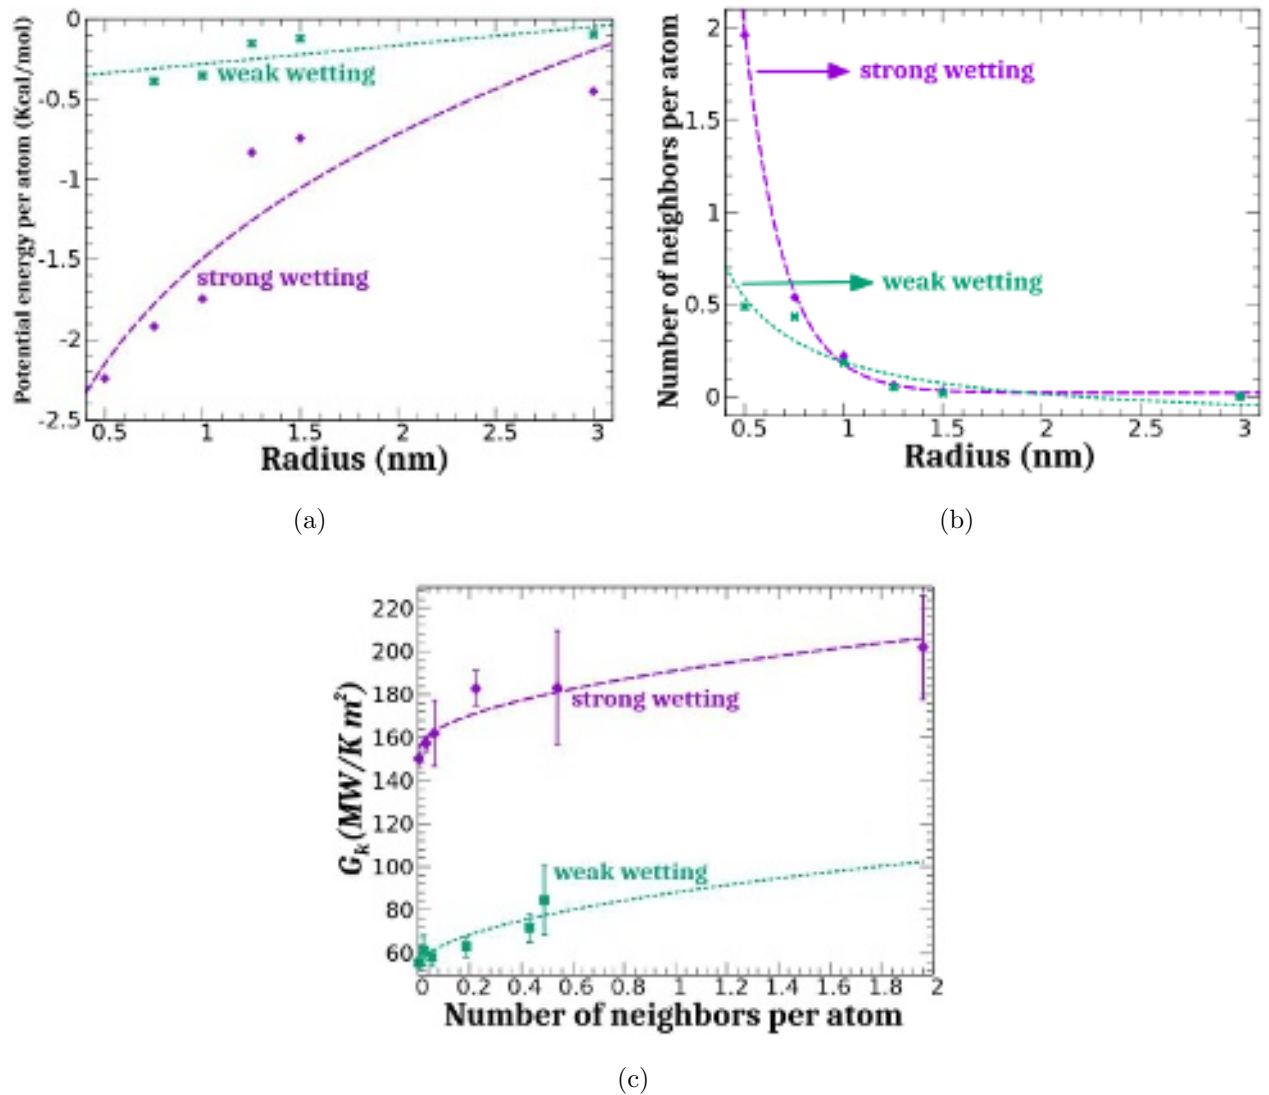 0
-0.5
-1
-1.5
-2
-2.5
Potential energy per atom (Kcal/mol)
weak wetting
strong wetting
0.5 1 1.5 2 2.5 3
Radius (nm)
(a)
2
1.5
1
0.5
0
Number of neighbors per atom
strong wetting
weak wetting
0.5 1 1.5 2 2.5 3
Radius (nm)
(b)
220
200
180
160
140
120
100
80
60
G_k (MW/K m²)
strong wetting
weak wetting
0 0.2 0.4 0.6 0.8 1 1.2 1.4 1.6 1.8 2
Number of neighbors per atom
(c)